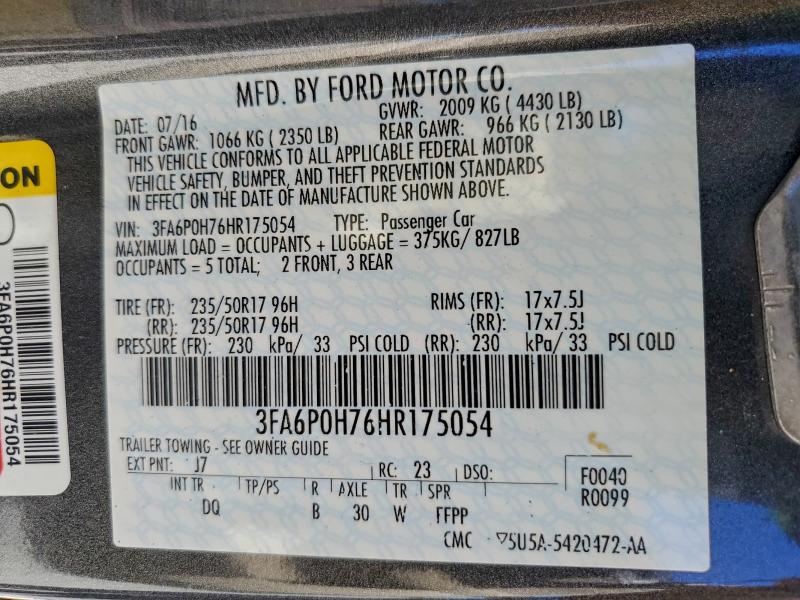 MFD. BY FORD MOTOR CO.
DATE: 07/16 GVWR: 2009 KG ( 4430 LB)
FRONT GAWR: 1066 KG ( 2350 LB) REAR GAWR: 966 KG ( 2130 LB)
THIS VEHICLE CONFORMS TO ALL APPLICABLE FEDERAL MOTOR
VEHICLE SAFETY, BUMPER, AND THEFT PREVENTION STANDARDS
IN EFFECT ON THE DATE OF MANUFACTURE SHOWN ABOVE.
VIN: 3FA6P0H76HR175054 TYPE: Passenger Car
MAXIMUM LOAD = OCCUPANTS + LUGGAGE = 375KG/ 827LB
OCCUPANTS = 5 TOTAL; 2 FRONT, 3 REAR
TIRE (FR): 235/50R17 96H RIMS (FR): 17x7.5J
(RR): 235/50R17 96H (RR): 17x7.5J
PRESSURE (FR): 230 kPa/ 33 PSI COLD (RR): 230 kPa/ 33 PSI COLD
3FA6P0H76HR175054
TRAILER TOWING - SEE OWNER GUIDE
EXT PNT: J7 RC: 23 DSO: F0040
R0099
INT TR TP/PS R AXLE TR SPR
DQ B 30 W FFPP
CMC 5U5A-5420472-AA
ON
3FA6P0H76HR175054